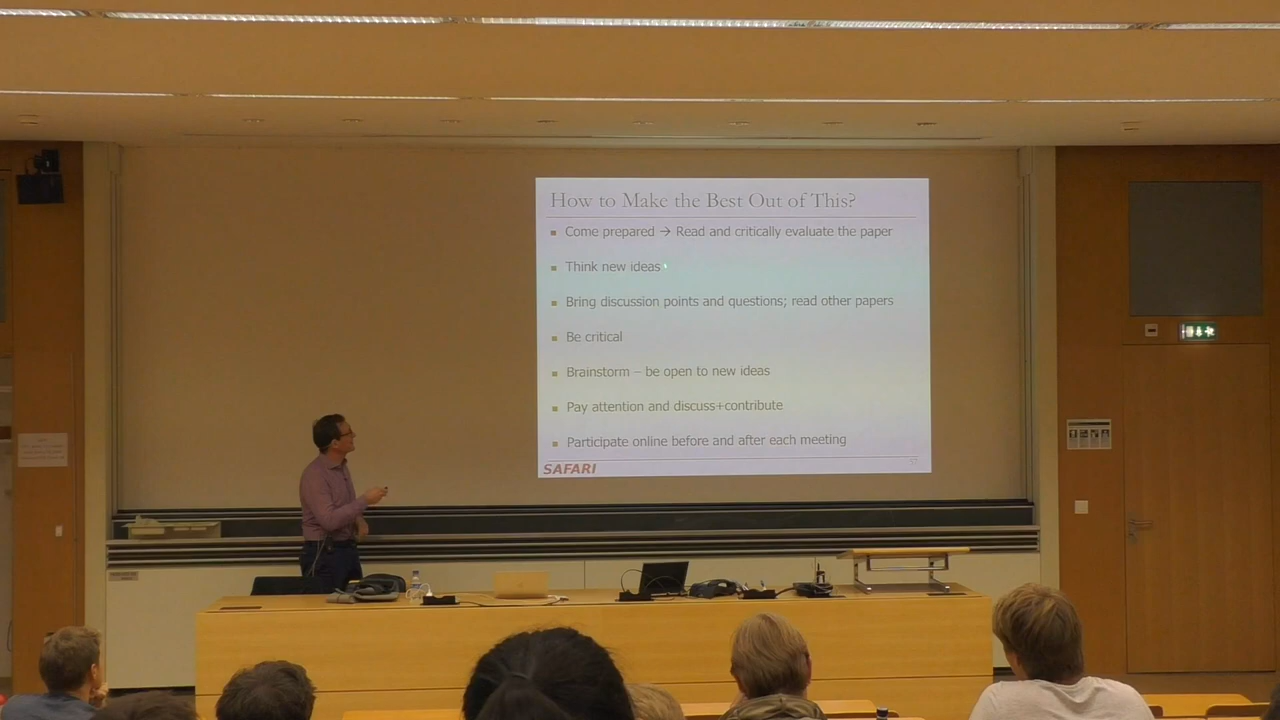 How to Make the Best Out of This?
Come prepared → Read and critically evaluate the paper
Think new ideas
Bring discussion points and questions; read other papers
Be critical
Brainstorm – be open to new ideas
Pay attention and discuss+contribute
Participate online before and after each meeting
SAFARI